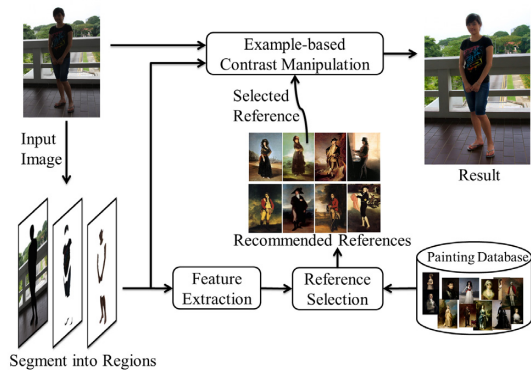 Example-based
Contrast Manipulation
Selected
Reference
Input
Image
Result
Recommended References
Painting Database
Feature
Extraction
Reference
Selection
Segment into Regions